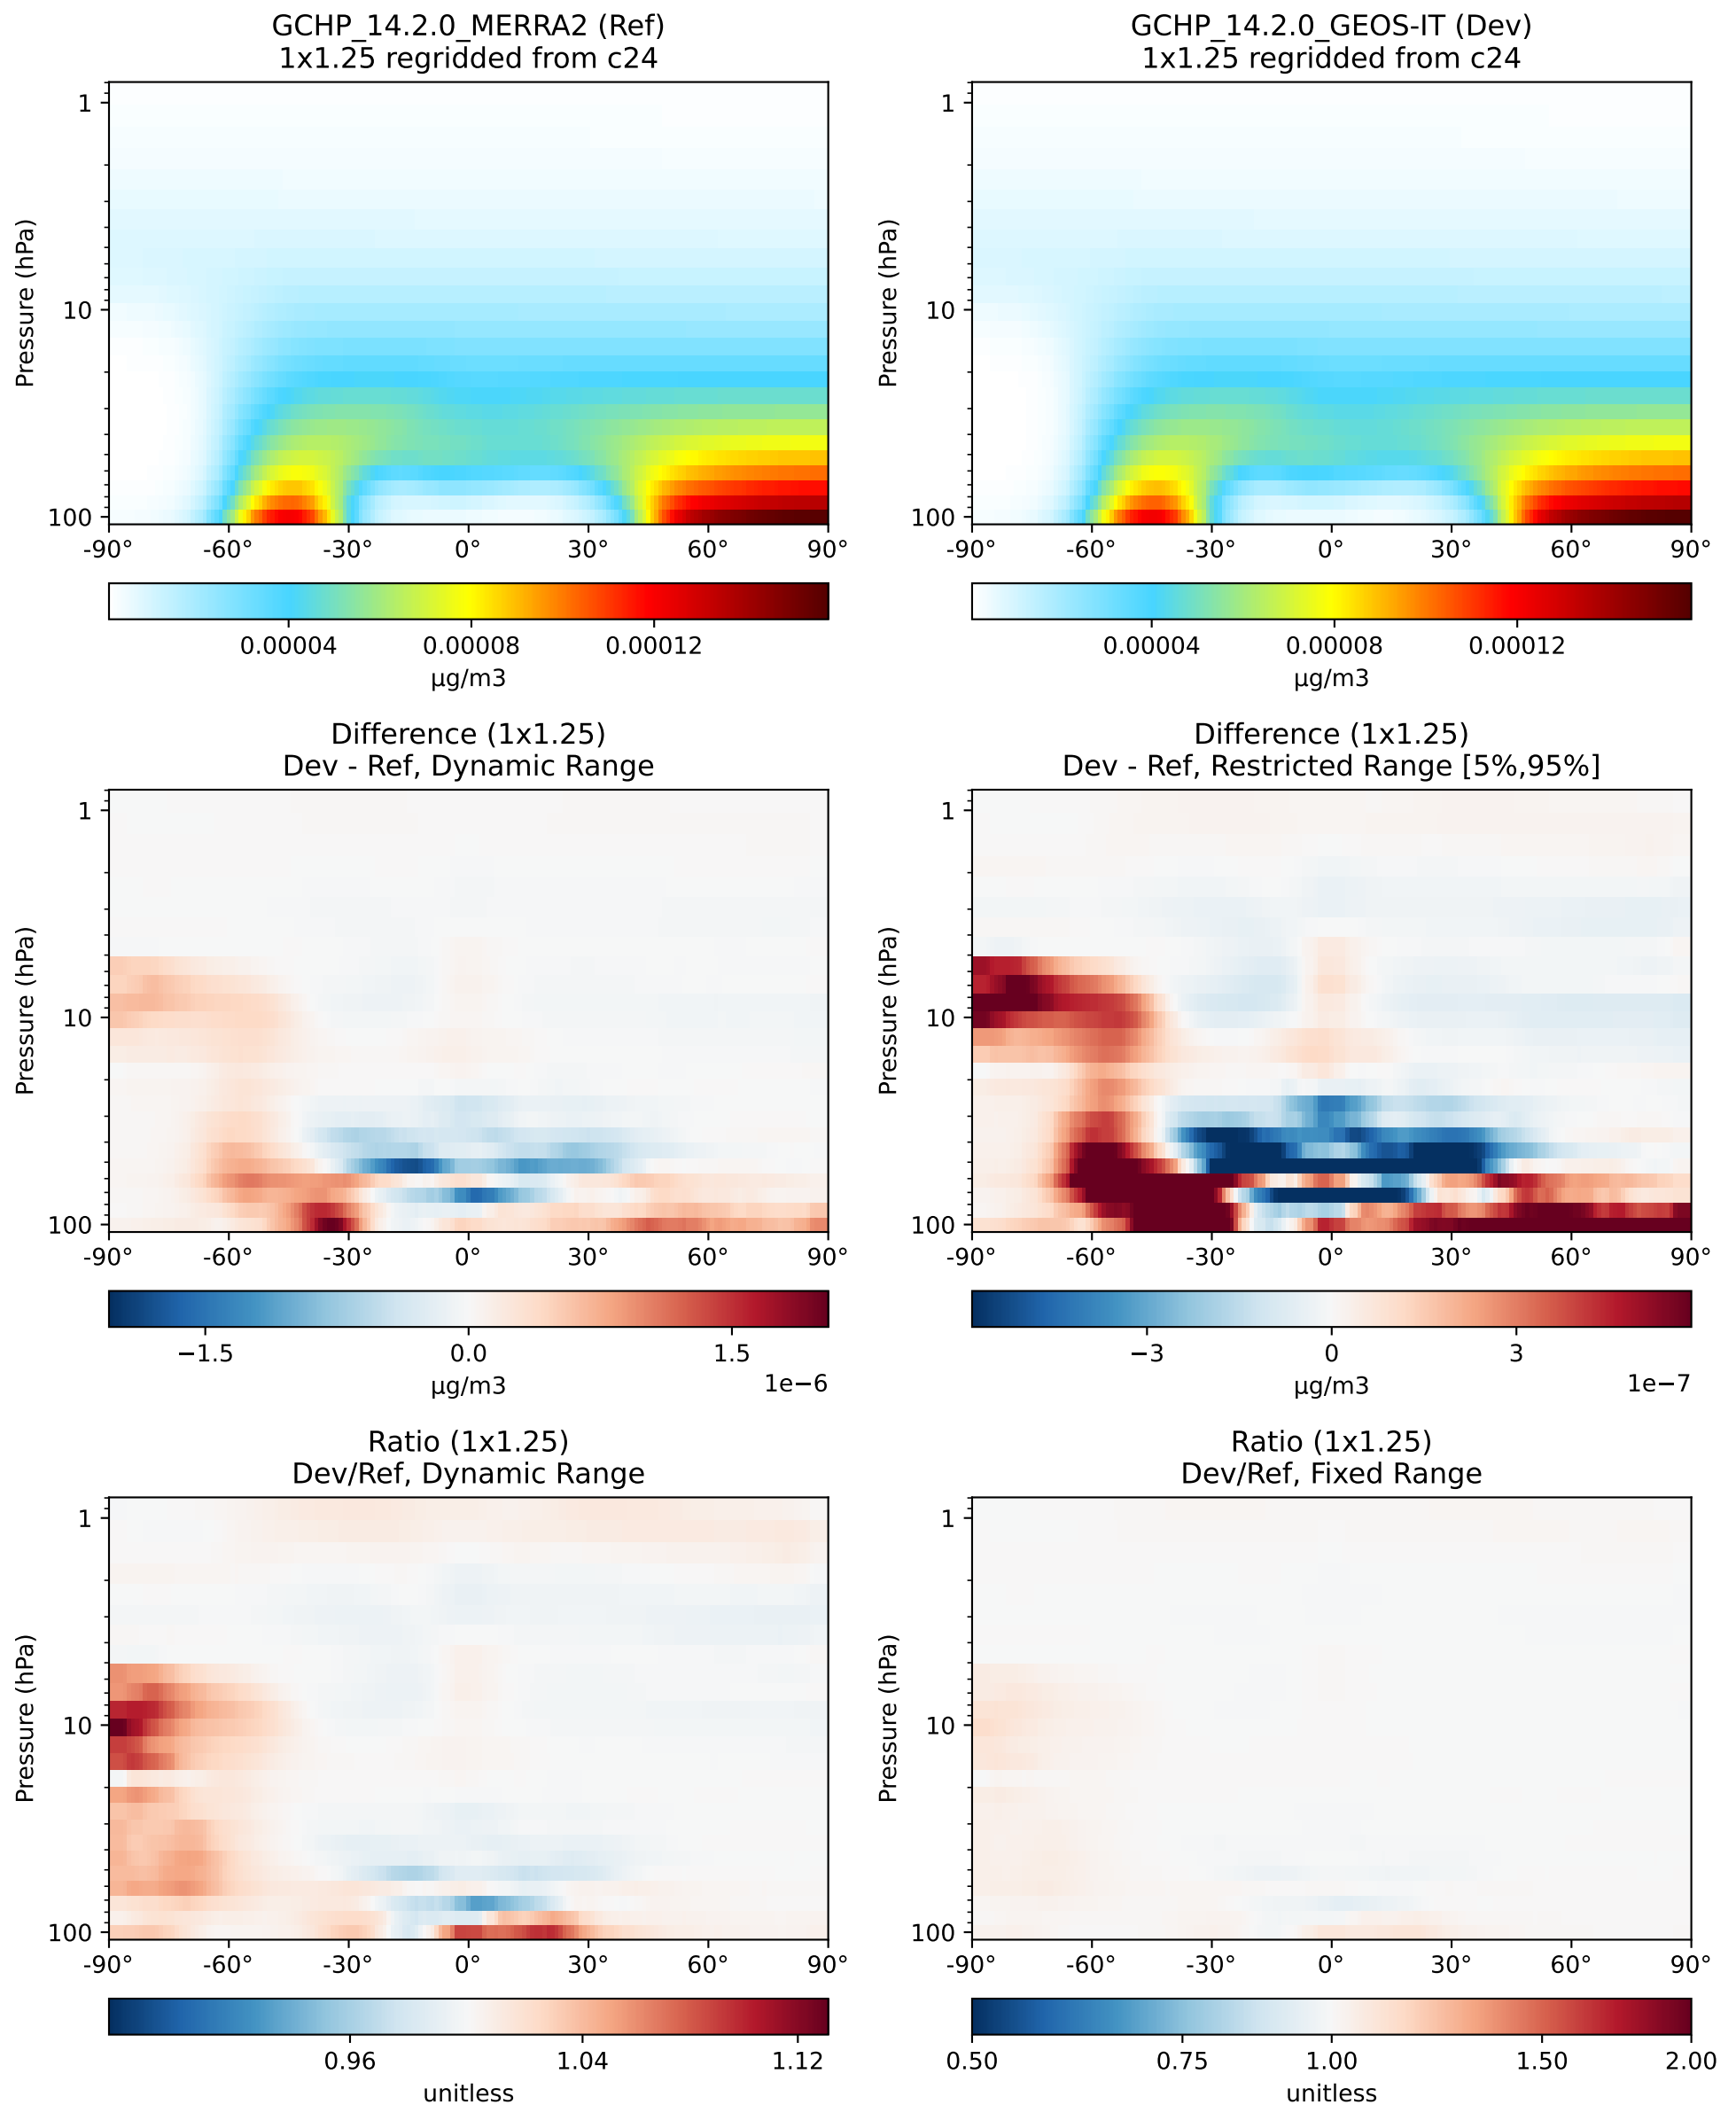 GCHP_14.2.0_MERRA2 (Ref)
1x1.25 regridded from c24
Pressure (hPa)
1
10
100
-90° -60° -30° 0° 30° 60° 90°
0.00004 0.00008 0.00012
μg/m3
GCHP_14.2.0_GEOS-IT (Dev)
1x1.25 regridded from c24
Pressure (hPa)
1
10
100
-90° -60° -30° 0° 30° 60° 90°
0.00004 0.00008 0.00012
μg/m3
Difference (1x1.25)
Dev - Ref, Dynamic Range
Pressure (hPa)
1
10
100
-90° -60° -30° 0° 30° 60° 90°
−1.5 0.0 1.5
μg/m3 1e−6
Difference (1x1.25)
Dev - Ref, Restricted Range [5%,95%]
Pressure (hPa)
1
10
100
-90° -60° -30° 0° 30° 60° 90°
−3 0 3
μg/m3 1e−7
Ratio (1x1.25)
Dev/Ref, Dynamic Range
Pressure (hPa)
1
10
100
-90° -60° -30° 0° 30° 60° 90°
0.96 1.04 1.12
unitless
Ratio (1x1.25)
Dev/Ref, Fixed Range
Pressure (hPa)
1
10
100
-90° -60° -30° 0° 30° 60° 90°
0.50 0.75 1.00 1.50 2.00
unitless